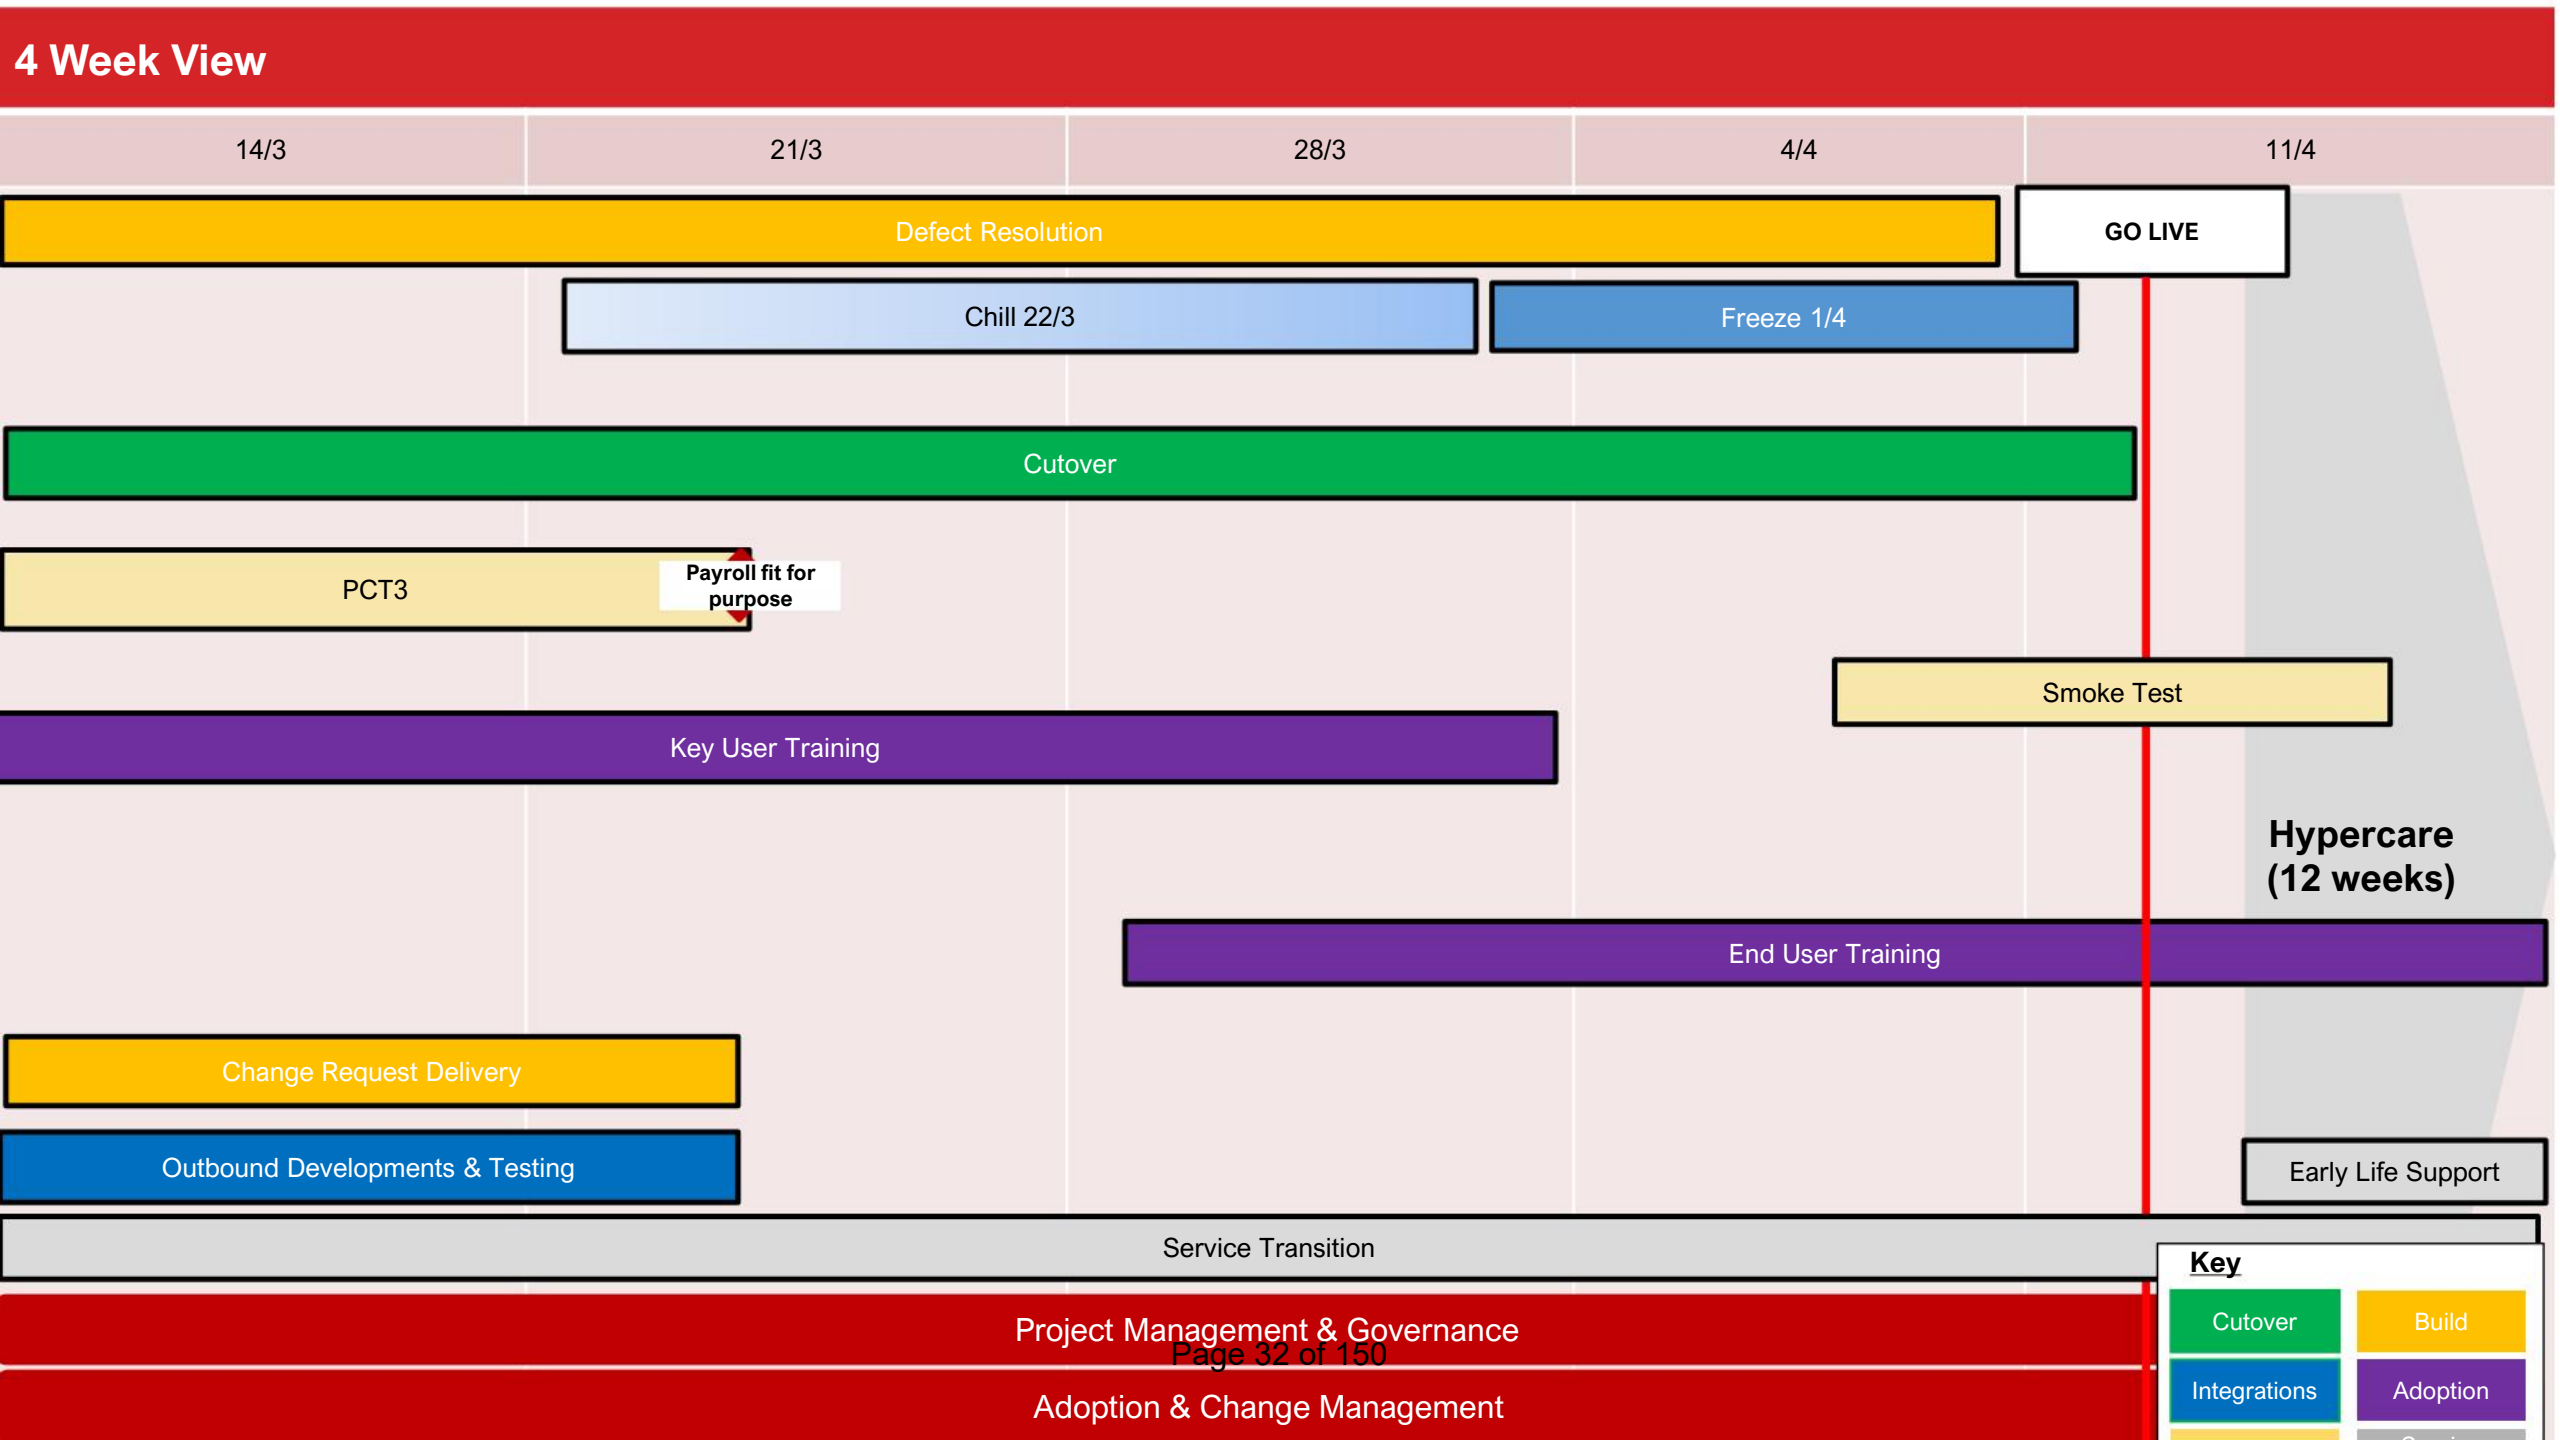 4 Week View
14/3
21/3
28/3
4/4
11/4
Defect Resolution
GO LIVE
Chill 22/3
Freeze 1/4
Cutover
PCT3
Payroll fit for
purpose
Smoke Test
Key User Training
Hypercare
(12 weeks)
End User Training
Change Request Delivery
Outbound Developments & Testing
Early Life Support
Service Transition
Key
Cutover
Build
Project Management & Governance
Page 32 of 150
Integrations
Adoption
Adoption & Change Management